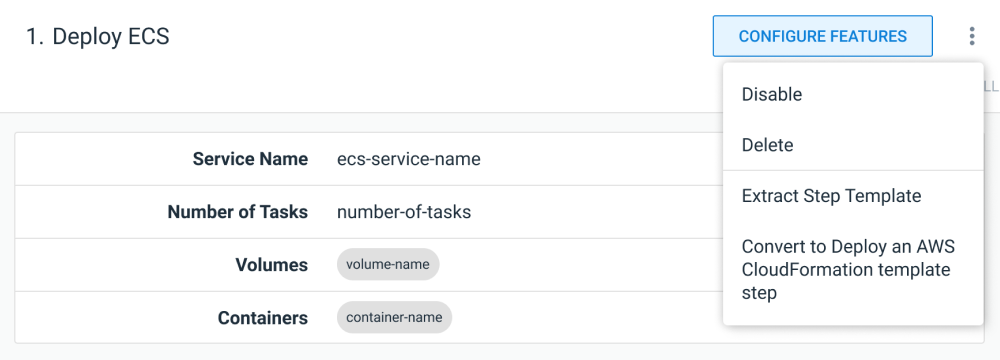 1. Deploy ECS
CONFIGURE FEATURES
LL
Disable
Delete
Extract Step Template
Convert to Deploy an AWS
CloudFormation template
step
Service Name ecs-service-name
Number of Tasks number-of-tasks
Volumes volume-name
Containers container-name